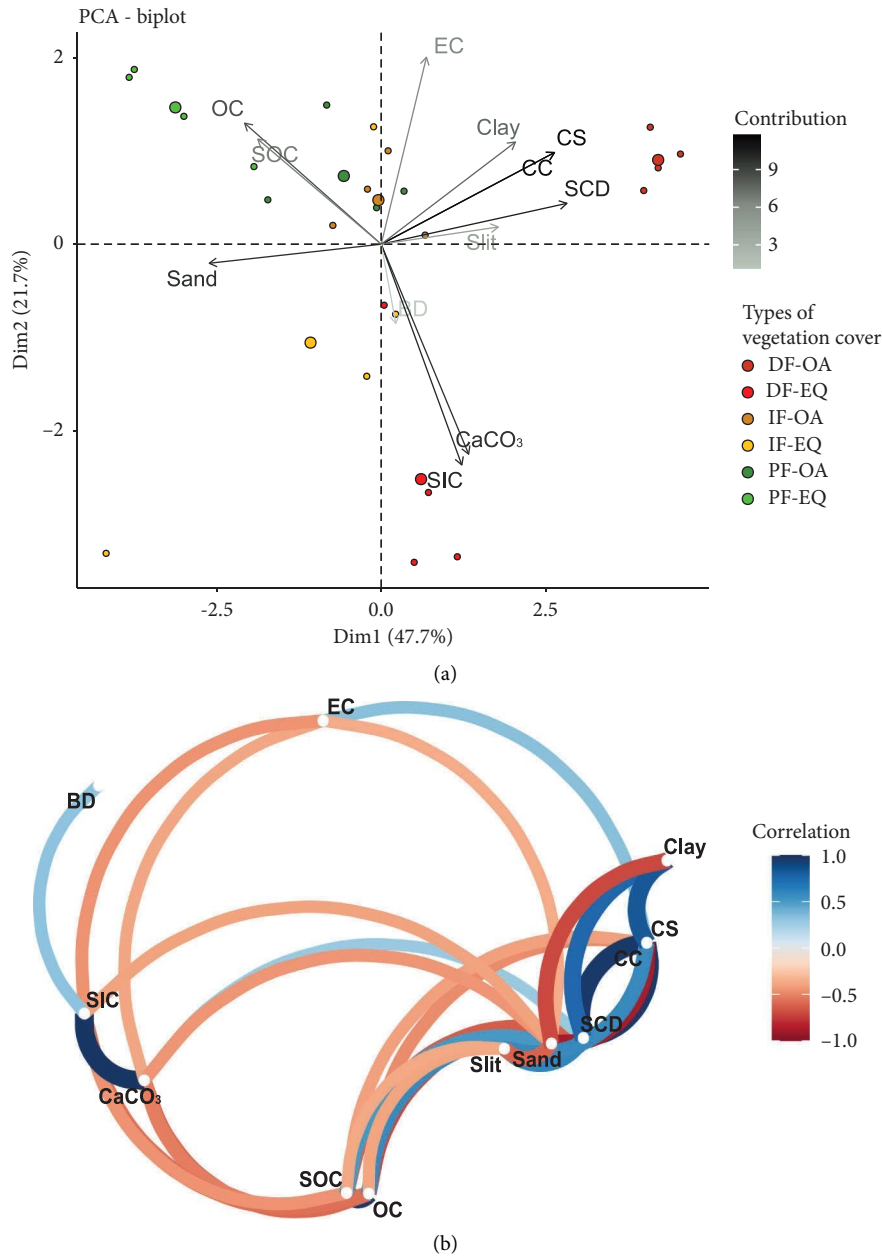 PCA - biplot
2
0
−2
Dim2 (21.7%)
-2.5
0.0
2.5
Dim1 (47.7%)
EC
OC
SOC
Clay
CS
CC
SCD
Slit
Sand
BD
CaCO₃
SIC
Contribution
9
6
3
Types of
vegetation cover
DF-OA
DF-EQ
IF-OA
IF-EQ
PF-OA
PF-EQ
(a)
EC
BD
Clay
CS
CC
SIC
SCD
Slit
Sand
CaCO₃
SOC
OC
Correlation
1.0
0.5
0.0
−0.5
−1.0
(b)